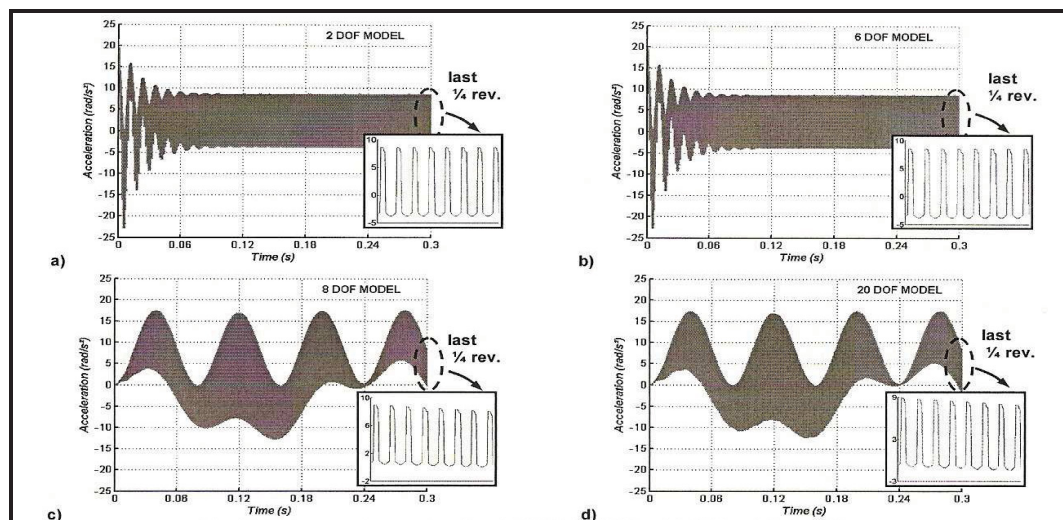 25
20
15
10
5
0
-5
-10
-15
-20
-25
Acceleration (rad/s²)
2 DOF MODEL
last
¼ rev.
10
5
0
-5
0 0.06 0.12 0.18 0.24 0.3
Time (s)
a)
25
20
15
10
5
0
-5
-10
-15
-20
-25
Acceleration (rad/s²)
6 DOF MODEL
last
¼ rev.
10
5
0
-5
0 0.06 0.12 0.18 0.24 0.3
Time (s)
b)
25
20
15
10
5
0
-5
-10
-15
-20
-25
Acceleration (rad/s²)
8 DOF MODEL
last
¼ rev.
10
6
2
-2
0 0.06 0.12 0.18 0.24 0.3
Time (s)
c)
25
20
15
10
5
0
-5
-10
-15
-20
-25
Acceleration (rad/s²)
20 DOF MODEL
last
¼ rev.
9
3
-3
0 0.06 0.12 0.18 0.24 0.3
Time (s)
d)